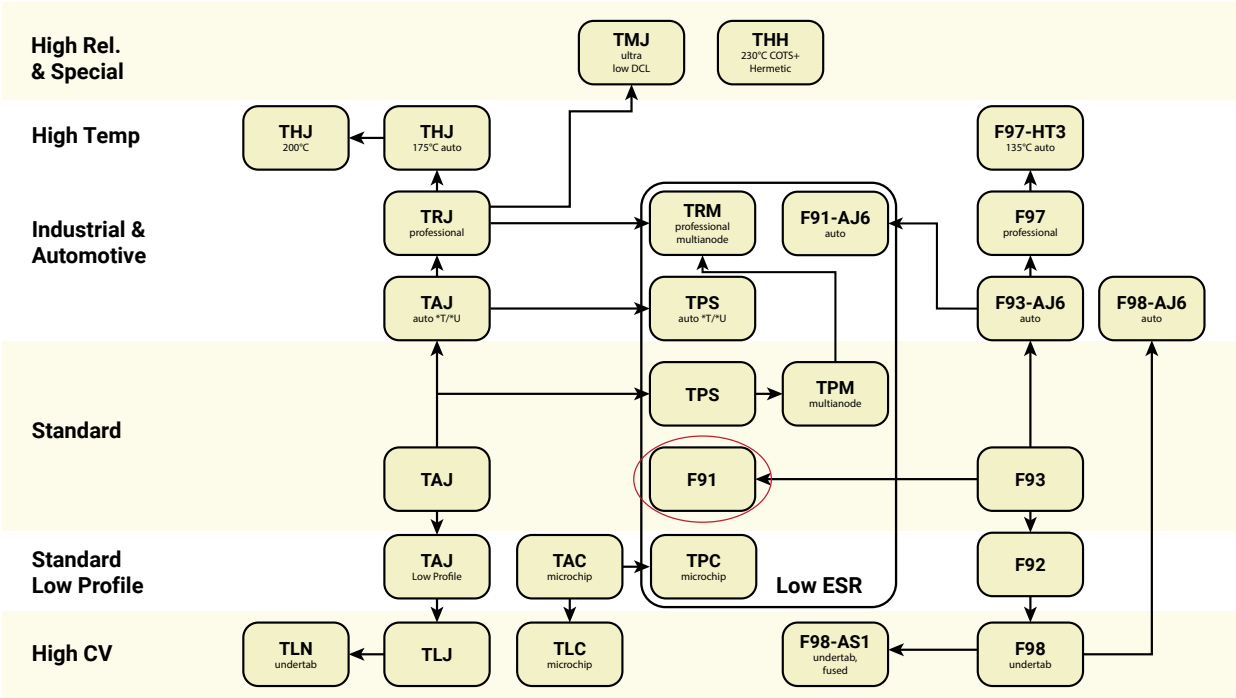 High Rel.
& Special
TMJ
ultra
low DCL
THH
230°C COTS+
Hermetic
High Temp
THJ
200°C
THJ
175°C auto
F97-HT3
135°C auto
Industrial &
Automotive
TRJ
professional
TRM
professional
multianode
F91-AJ6
auto
F97
professional
TAJ
auto *T/*U
TPS
auto *T/*U
F93-AJ6
auto
F98-AJ6
auto
Standard
TPS
TPM
multianode
TAJ
F91
F93
Standard
Low Profile
TAJ
Low Profile
TAC
microchip
TPC
microchip
Low ESR
F92
High CV
TLN
undertab
TLJ
TLC
microchip
F98-AS1
undertab,
fused
F98
undertab